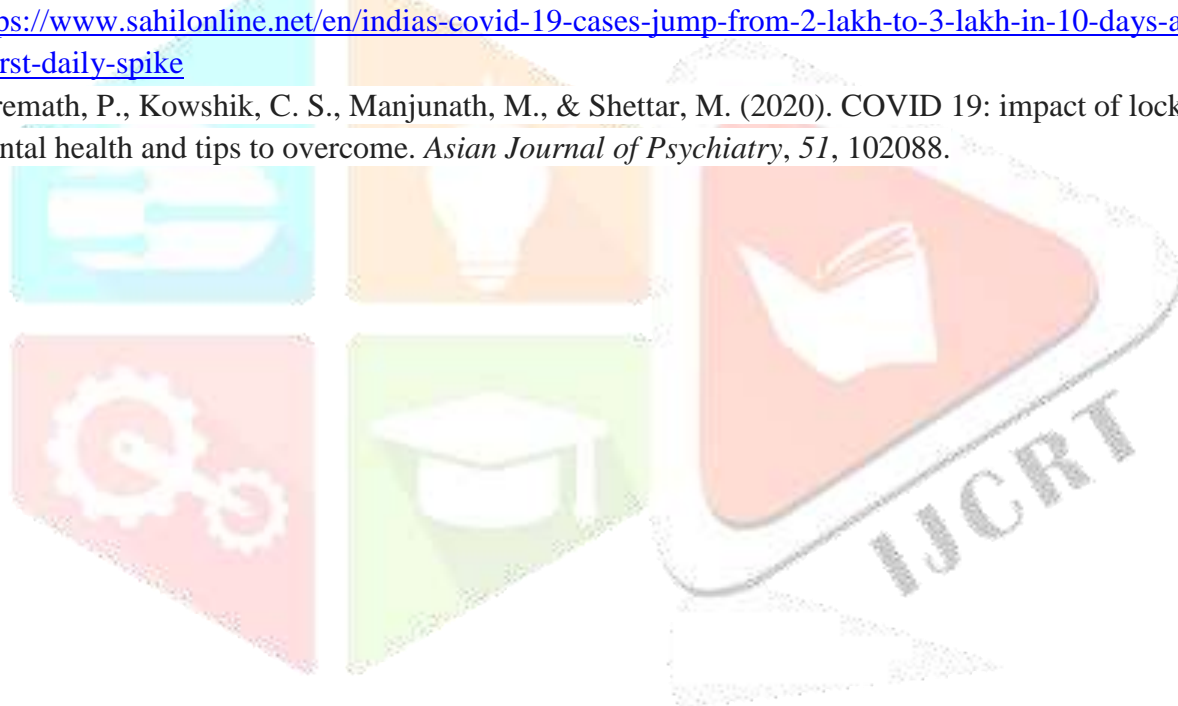 ps://www.sahilonline.net/en/indias-covid-19-cases-jump-from-2-lakh-to-3-lakh-in-10-days-a
rst-daily-spike
remath, P., Kowshik, C. S., Manjunath, M., & Shettar, M. (2020). COVID 19: impact of lock
ntal health and tips to overcome. Asian Journal of Psychiatry, 51, 102088.
IJCRT